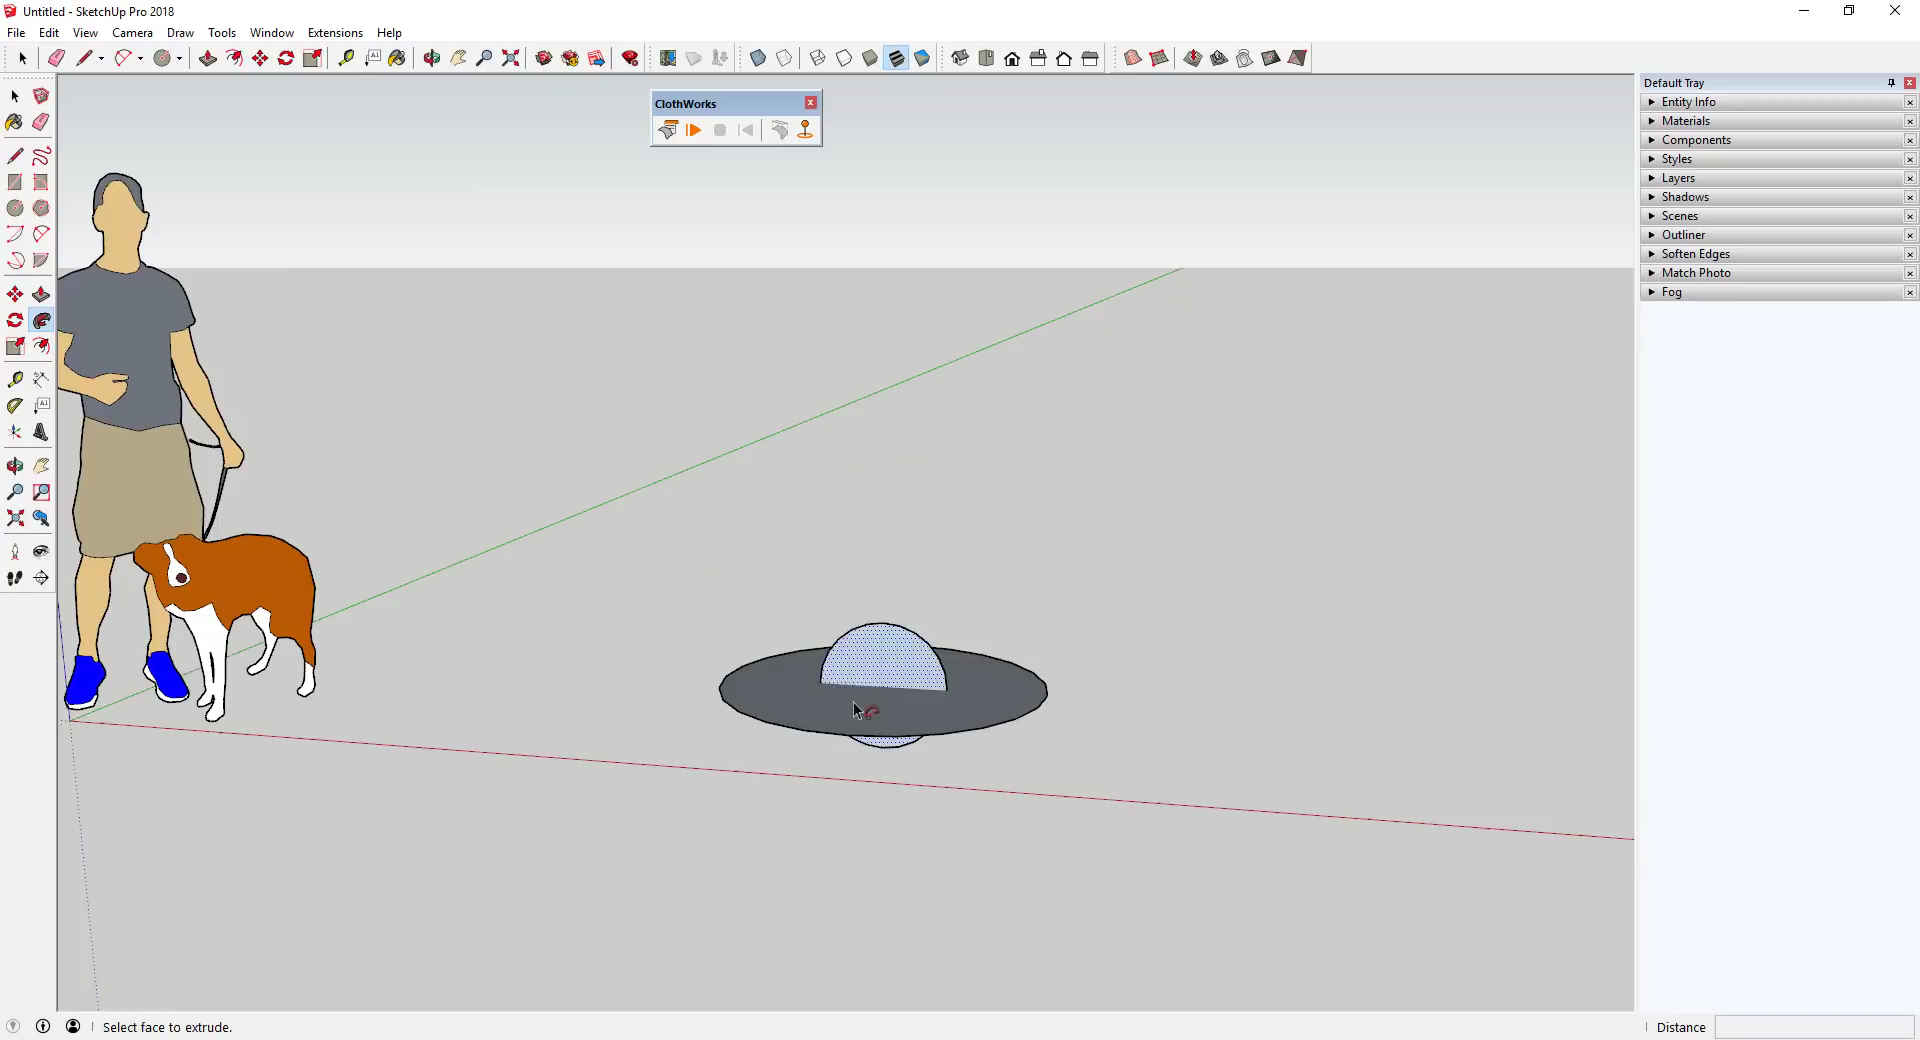 Untitled - SketchUp Pro 2018
File Edit View Camera Draw Tools Window Extensions Help
ClothWorks
Default Tray
Entity Info
Materials
Components
Styles
Layers
Shadows
Scenes
Outliner
Soften Edges
Match Photo
Fog
Select face to extrude.
Distance